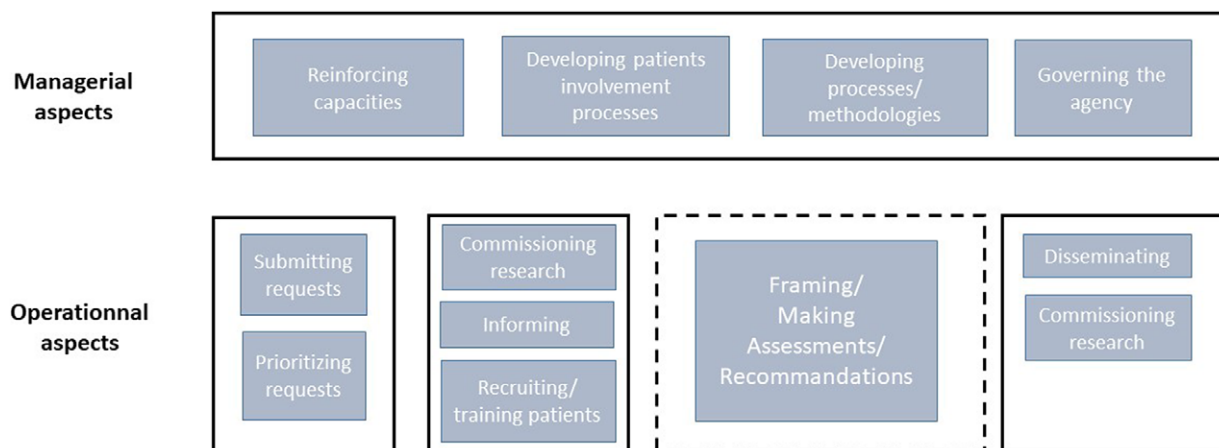 Managerial
aspects
Reinforcing
capacities
Developing patients
involvement
processes
Developing
processes/
methodologies
Governing the
agency
Operationnal
aspects
Submitting
requests
Prioritizing
requests
Commissioning
research
Informing
Recruiting/
training patients
Framing/
Making
Assessments/
Recommandations
Disseminating
Commissioning
research